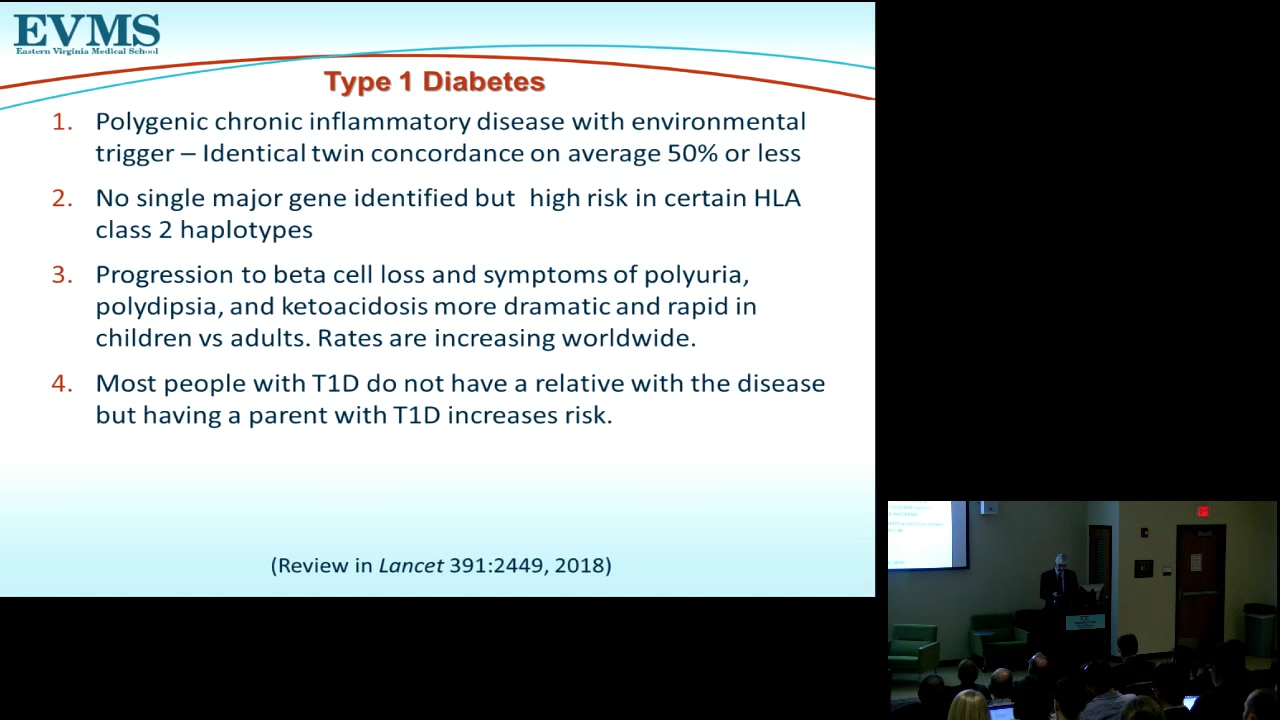 EVMS
Eastern Virginia Medical School
Type 1 Diabetes
1. Polygenic chronic inflammatory disease with environmental
trigger – Identical twin concordance on average 50% or less
2. No single major gene identified but  high risk in certain HLA
class 2 haplotypes
3. Progression to beta cell loss and symptoms of polyuria,
polydipsia, and ketoacidosis more dramatic and rapid in
children vs adults. Rates are increasing worldwide.
4. Most people with T1D do not have a relative with the disease
but having a parent with T1D increases risk.
(Review in Lancet 391:2449, 2018)